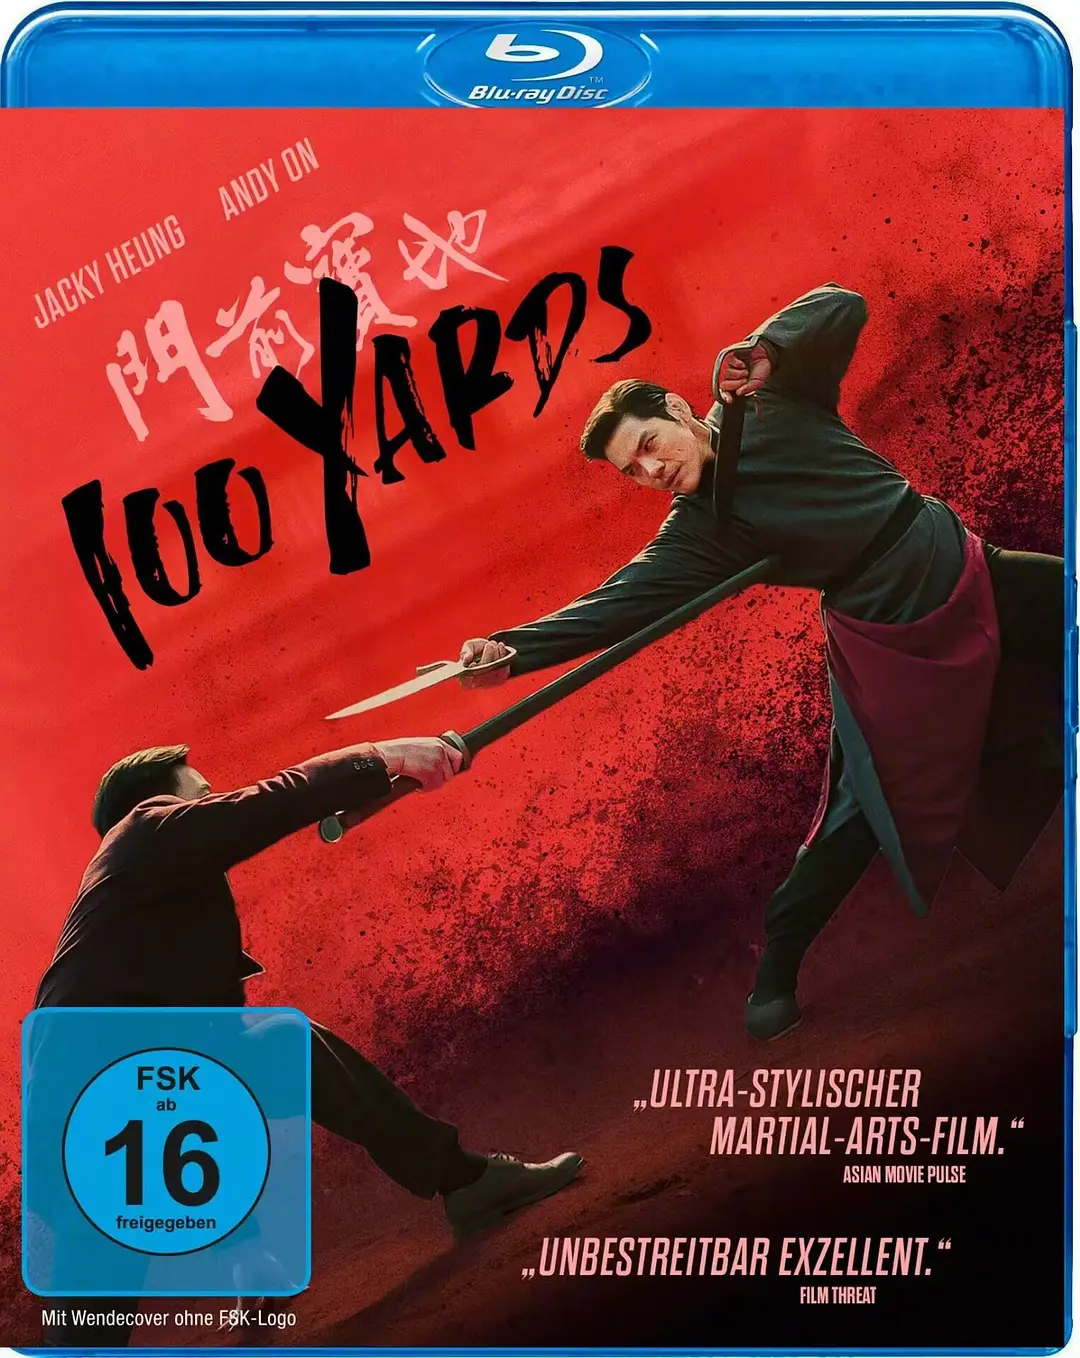 Blu-ray Disc™
JACKY HEUNG
ANDY ON
門前寶地
100 YARDS
„ULTRA-STYLISCHER
MARTIAL-ARTS-FILM.“
ASIAN MOVIE PULSE
„UNBESTREITBAR EXZELLENT.“
FILM THREAT
FSK
ab
16
freigegeben
Mit Wendecover ohne FSK-Logo